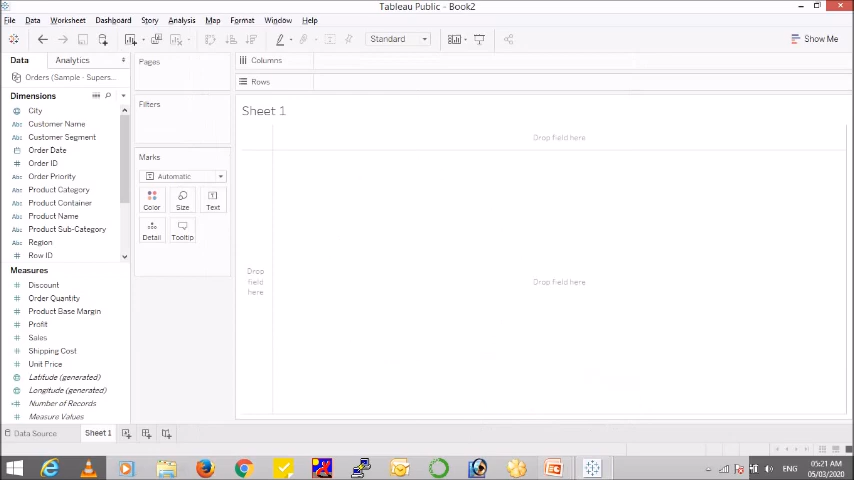 Tableau Public - Book2
File Data Worksheet Dashboard Story Analysis Map Format Window Help
Standard
Show Me
Data Analytics
Pages
Columns
Orders (Sample - Supers...
Rows
Dimensions
Filters
Sheet 1
City
Customer Name
Customer Segment
Drop field here
Order Date
Marks
Order ID
Order Priority
Automatic
Product Category
Product Container
Color Size Text
Product Name
Product Sub-Category
Detail Tooltip
Region
Row ID
Measures
Drop
field
here
Drop field here
Discount
Order Quantity
Product Base Margin
Profit
Sales
Shipping Cost
Unit Price
Latitude (generated)
Longitude (generated)
Number of Records
Measure Values
Data Source Sheet 1
ENG
05:21 AM
05/03/2020